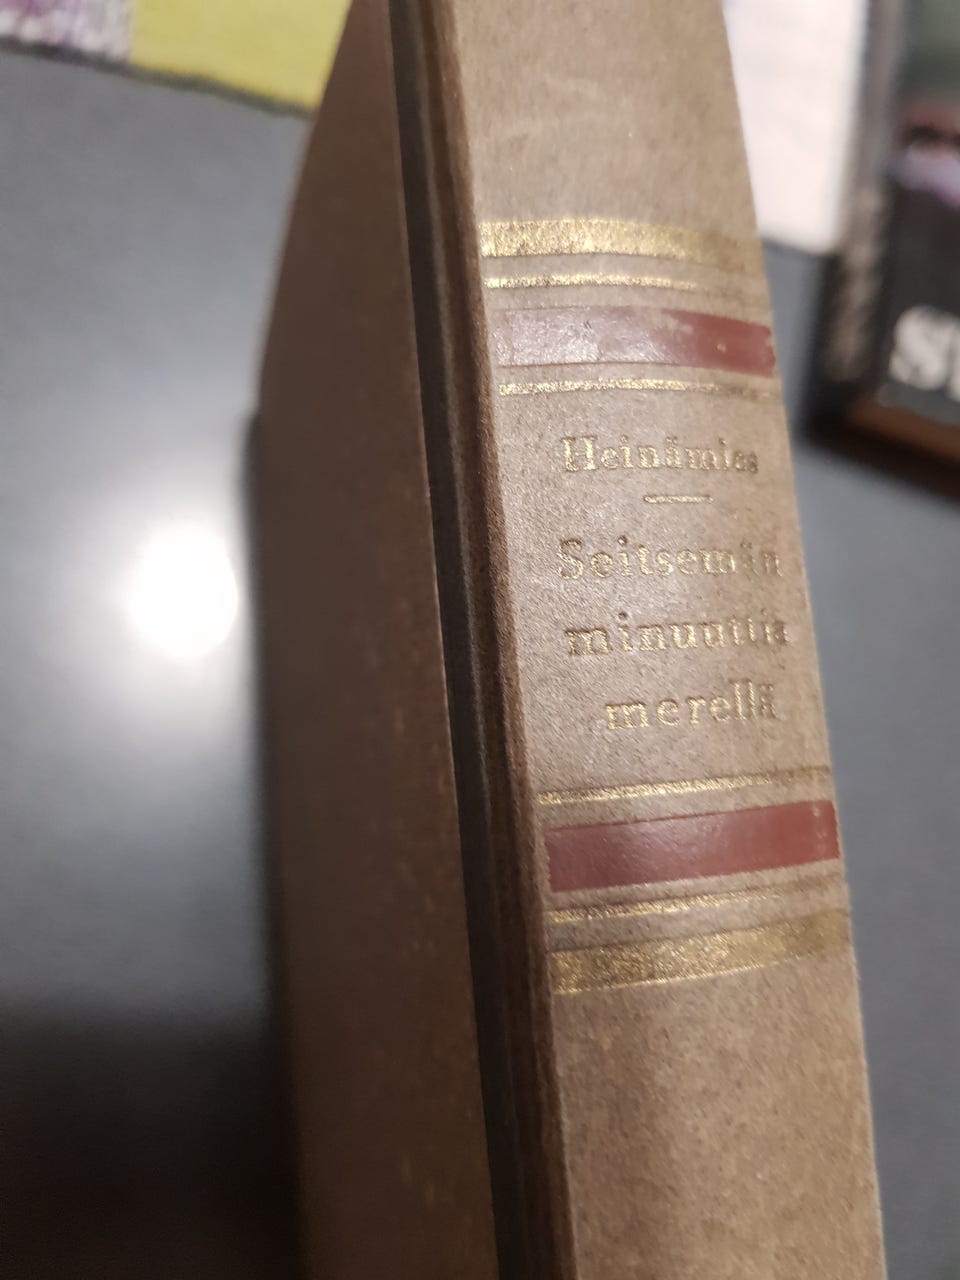 Heinämies
Seitsemän
minuuttia
merellä